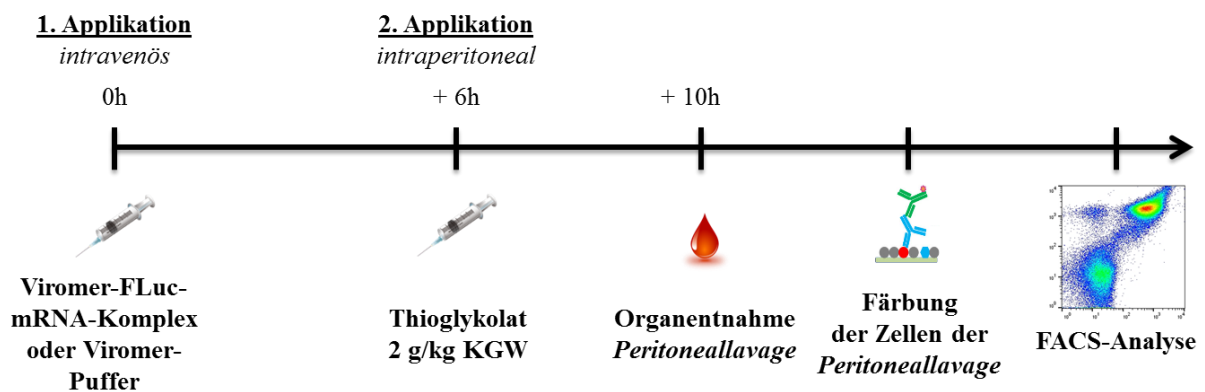 1. Applikation
intravenös
0h
2. Applikation
intraperitoneal
+ 6h
+ 10h
Viromer-FLuc-
mRNA-Komplex
oder Viromer-
Puffer
Thioglykolat
2 g/kg KGW
Organentnahme
Peritoneallavage
Färbung
der Zellen der
Peritoneallavage
FACS-Analyse